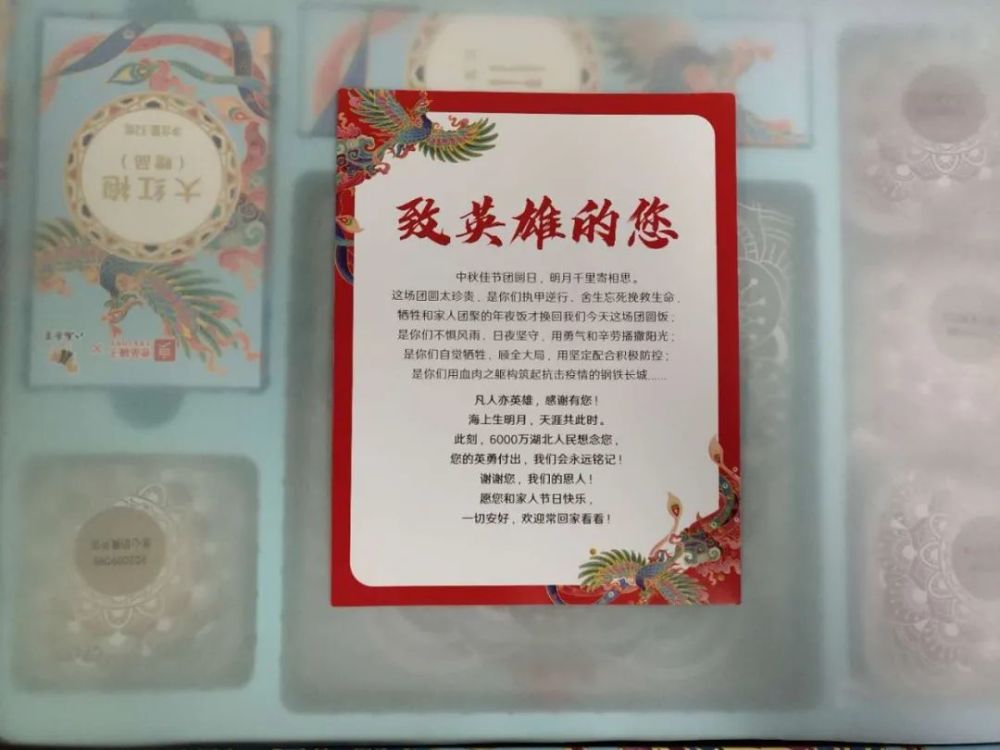 致英雄的您
中秋佳节团圆日，明月千里寄相思。
这场团圆太珍贵，是你们执甲逆行、舍生忘死挽救生命，
牺牲和家人团聚的年夜饭才换回我们今天这场团圆饭；
是你们不惧风雨、日夜坚守，用勇气和辛劳播撒阳光；
是你们自觉牺牲、顾全大局，用坚定配合积极防控；
是你们用血肉之躯构筑起抗击疫情的钢铁长城……
凡人亦英雄，感谢有您！
海上生明月，天涯共此时。
此刻，6000万湖北人民想念您，
您的英勇付出，我们会永远铭记！
谢谢您，我们的恩人！
愿您和家人节日快乐，
一切安好，欢迎常回家看看！
大红袍
（赠品）